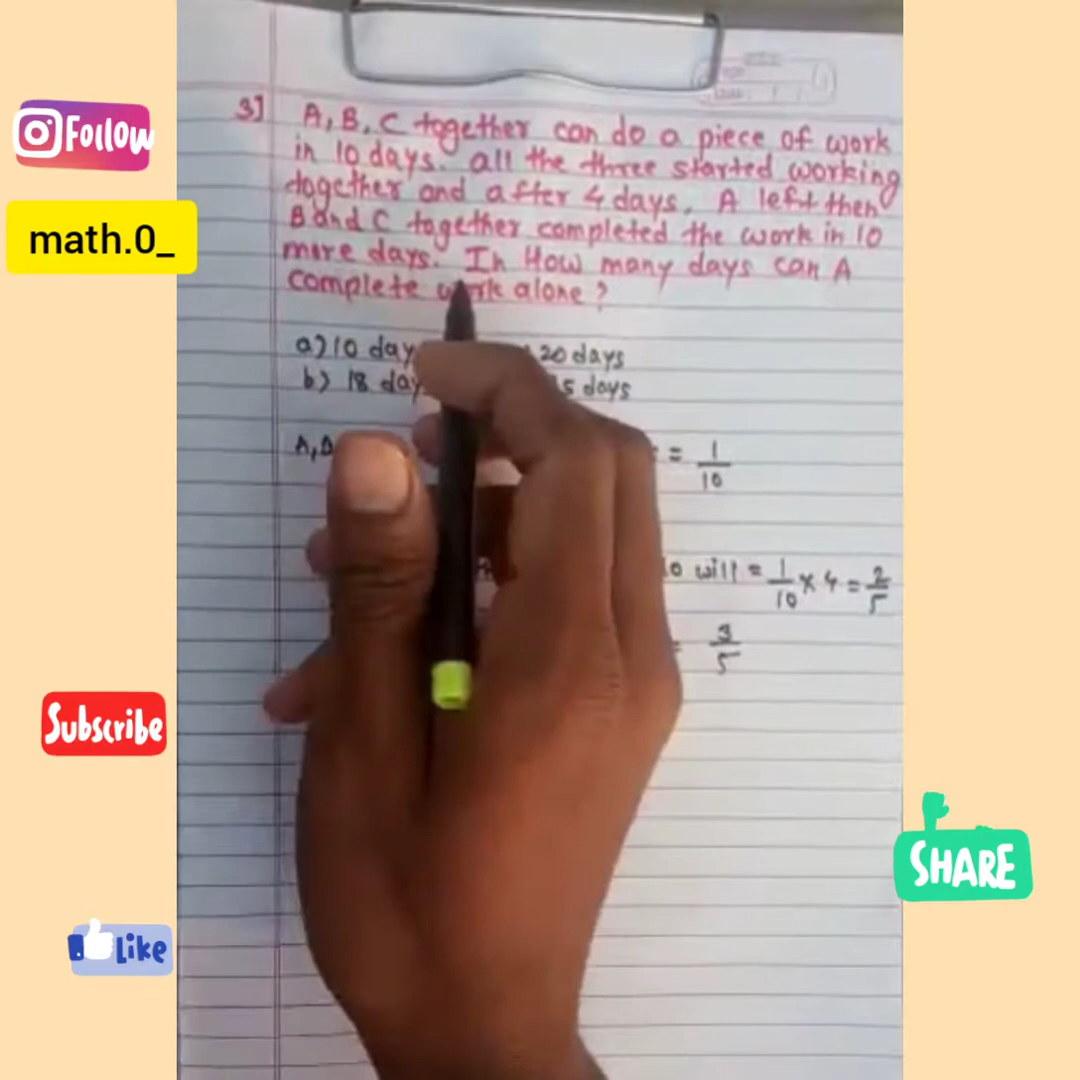 Follow
math.0_
3] A, B, C together can do a piece of work
in 10 days. all the three started working
together and after 4 days, A left then
B and C together completed the work in 10
more days. In How many days can A
complete work alone?
a) 10 day 20 days
b) 18 day 5 days
A, B = 1/10
will = 1/10 × 4 = 2/5
= 3/5
Subscribe
SHARE
Like